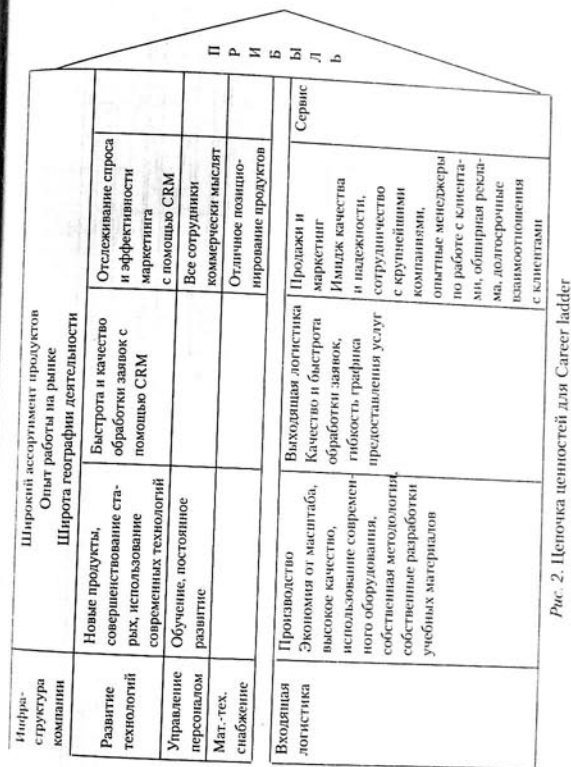 Инфра-
структура
компании
Широкий ассортимент продуктов
Опыт работы на рынке
Широта географии деятельности
Развитие
технологий
Новые продукты,
совершенствование ста-
рых, использование
современных технологий
Быстрота и качество
обработки заявок с
помощью CRM
Отслеживание спроса
и эффективности
маркетинга
с помощью CRM
Управление
персоналом
Обучение, постоянное
развитие
Все сотрудники
коммерчески мыслят
Мат.-тех.
снабжение
Отличное позицио-
нирование продуктов
Входящая
логистика
Производство
Экономия от масштаба,
высокое качество,
использование современ-
ного оборудования,
собственная методология,
собственные разработки
учебных материалов
Выходящая логистика
Качество и быстрота
обработки заявок,
гибкость графика
предоставления услуг
Продажи и
маркетинг
Имидж качества
и надежности,
сотрудничество
с крупнейшими
компаниями,
опытные менеджеры
по работе с клиента-
ми, обширная рекла-
ма, долгосрочные
взаимоотношения
с клиентами
Сервис
ПРИБЫЛЬ
Рис. 2. Цепочка ценностей для Career ladder